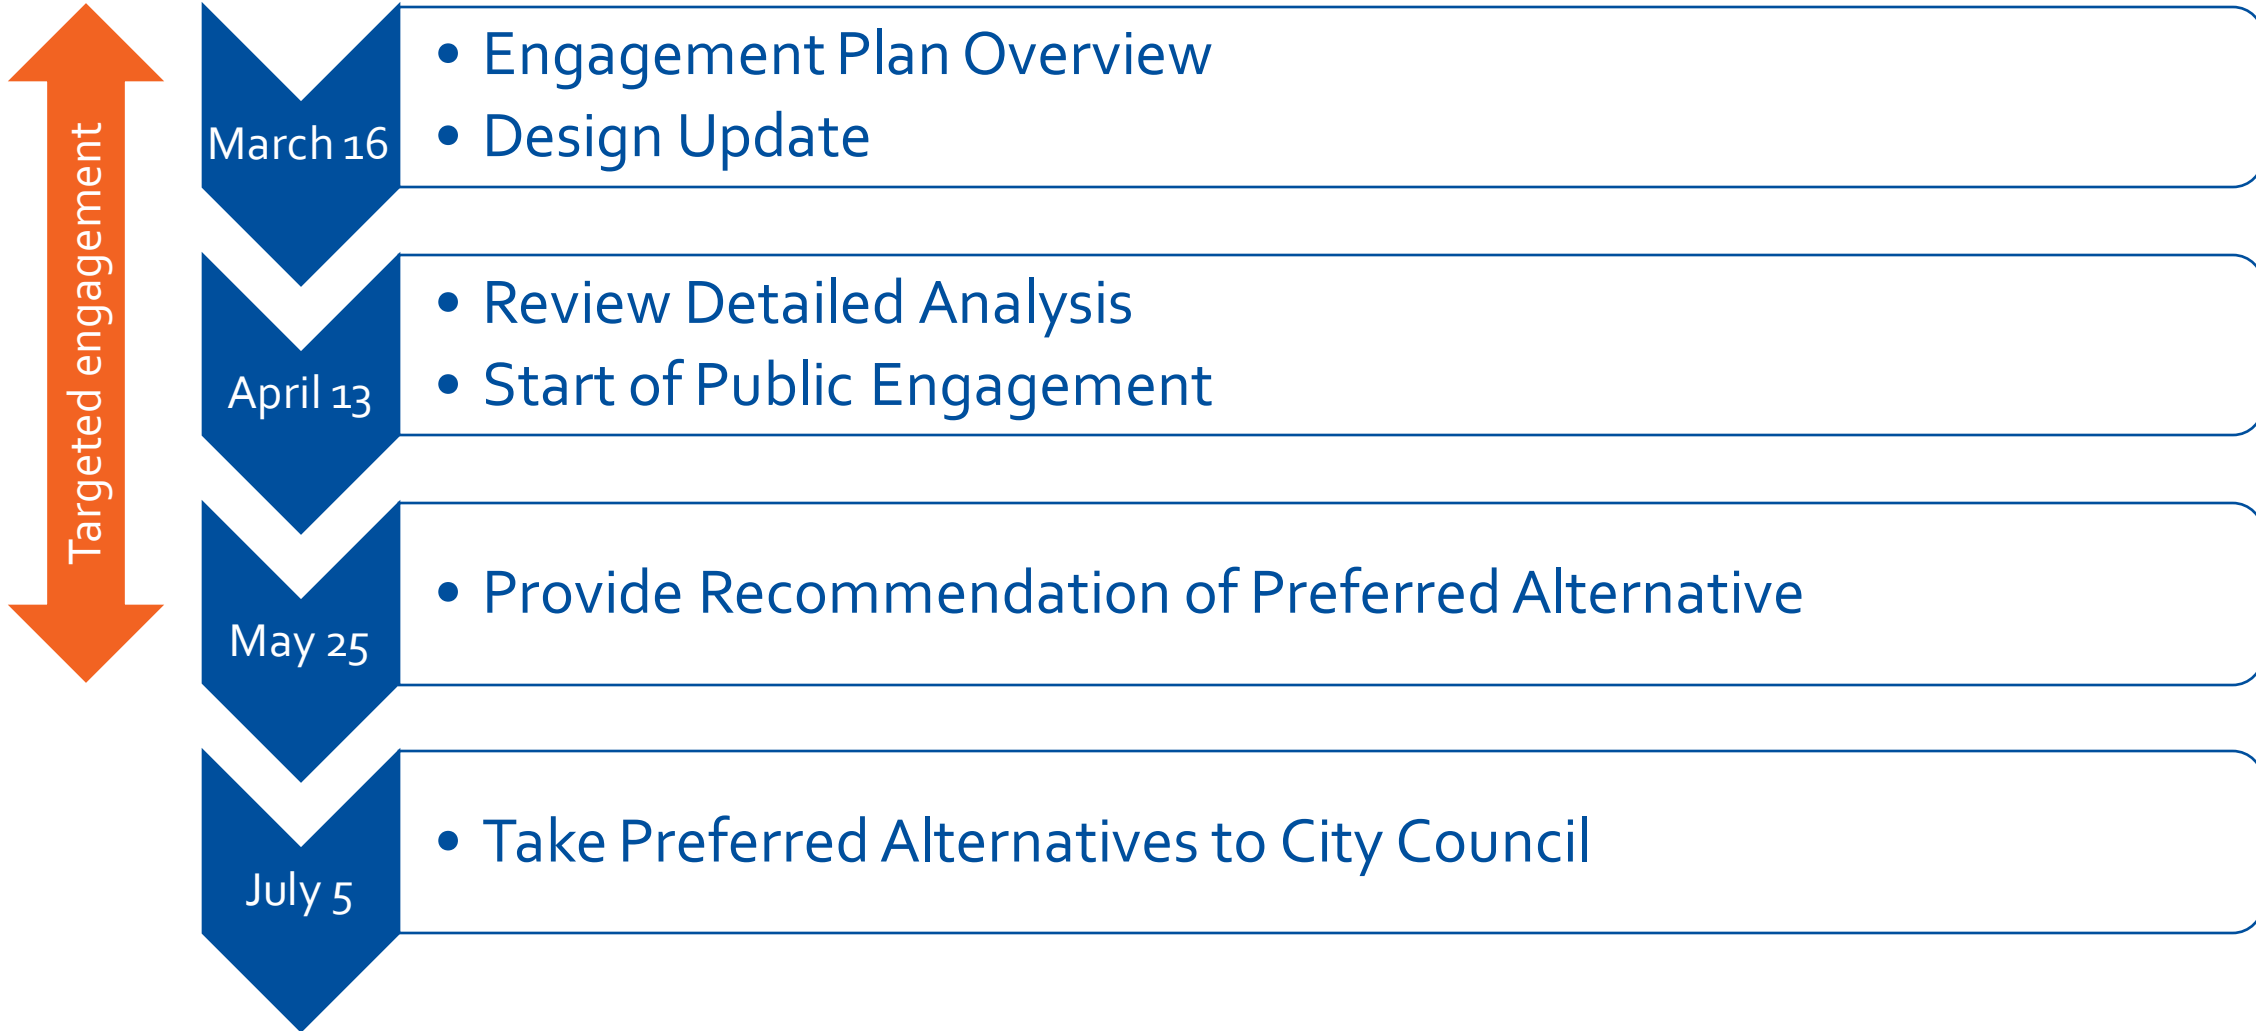 Targeted engagement
March 16
• Engagement Plan Overview
• Design Update
April 13
• Review Detailed Analysis
• Start of Public Engagement
May 25
• Provide Recommendation of Preferred Alternative
July 5
• Take Preferred Alternatives to City Council